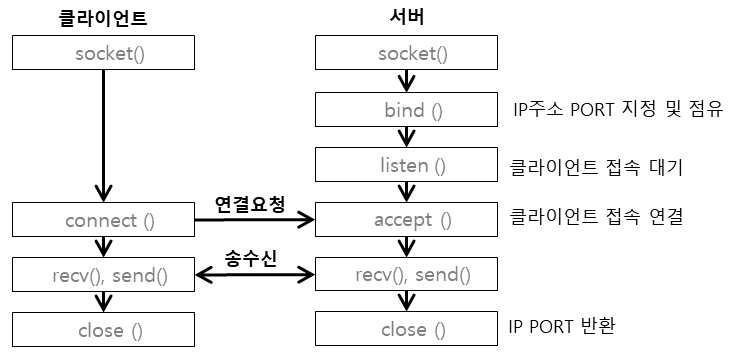 클라이언트 서버
socket() socket()
bind () IP주소 PORT 지정 및 점유
listen () 클라이언트 접속 대기
connect () 연결요청 accept () 클라이언트 접속 연결
recv(), send() 송수신 recv(), send()
close () close () IP PORT 반환